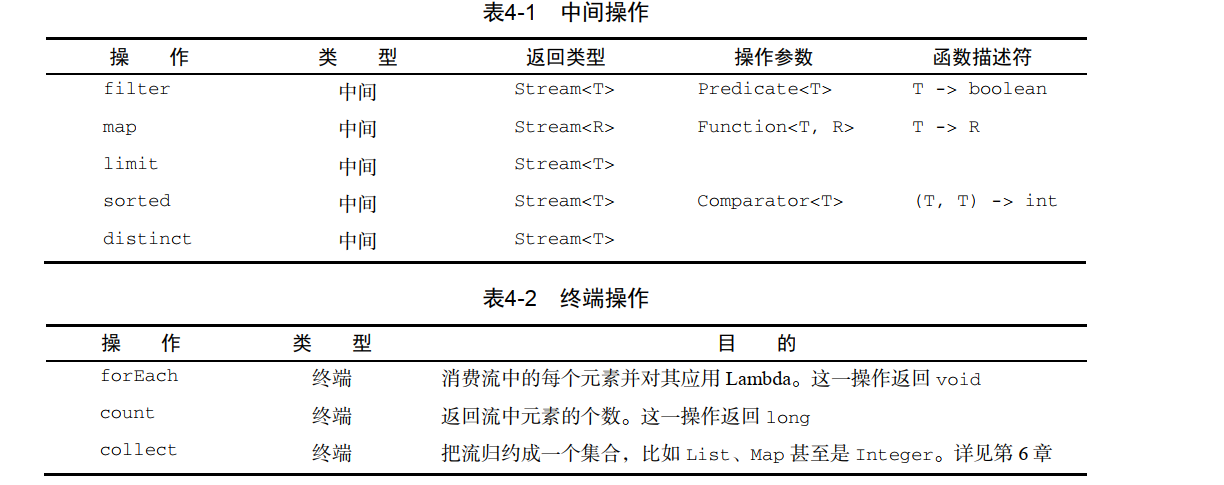 表4-1 中间操作
操 作 类 型 返回类型 操作参数 函数描述符
filter 中间 Stream<T> Predicate<T> T -> boolean
map 中间 Stream<R> Function<T, R> T -> R
limit 中间 Stream<T>
sorted 中间 Stream<T> Comparator<T> (T, T) -> int
distinct 中间 Stream<T>
表4-2 终端操作
操 作 类 型 目 的
forEach 终端 消费流中的每个元素并对其应用 Lambda。这一操作返回 void
count 终端 返回流中元素的个数。这一操作返回 long
collect 终端 把流归约成一个集合，比如 List、Map 甚至是 Integer。详见第 6 章